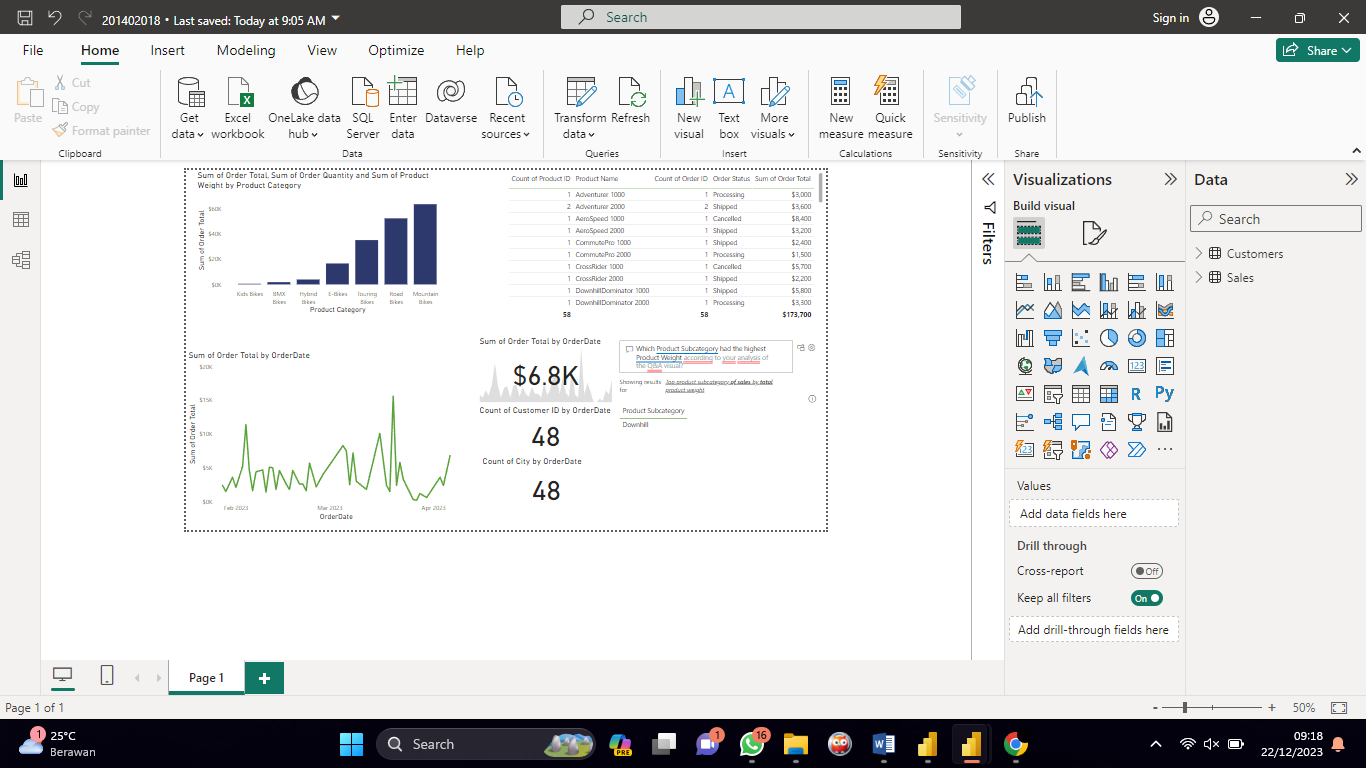 201402018 • Last saved: Today at 9:05 AM
Search
Sign in
File Home Insert Modeling View Optimize Help
Share
Paste
Cut
Copy
Format painter
Clipboard
Get data
Excel workbook
OneLake data hub
SQL Server
Enter data
Dataverse
Recent sources
Data
Transform data
Refresh
Queries
New visual
Text box
More visuals
Insert
New measure
Quick measure
Calculations
Sensitivity
Sensitivity
Publish
Share
Sum of Order Total, Sum of Order Quantity and Sum of Product
Weight by Product Category
Sum of Order Total
$60K
$40K
$20K
$0K
Kids Bikes
BMX Bikes
Hybrid Bikes
E-Bikes
Touring Bikes
Road Bikes
Mountain Bikes
Product Category
Count of Product ID Product Name Count of Order ID Order Status Sum of Order Total
1 Adventurer 1000 1 Processing $3,000
2 Adventurer 2000 2 Shipped $3,600
1 AeroSpeed 1000 1 Cancelled $8,400
1 AeroSpeed 2000 1 Shipped $3,200
1 CommutePro 1000 1 Shipped $2,400
1 CommutePro 2000 1 Processing $1,500
1 CrossRider 1000 1 Cancelled $5,700
1 CrossRider 2000 1 Shipped $2,200
1 DownhillDominator 1000 1 Shipped $5,800
1 DownhillDominator 2000 1 Processing $3,300
58 58 $173,700
Sum of Order Total by OrderDate
Sum of Order Total
$20K
$15K
$10K
$5K
$0K
Feb 2023 Mar 2023 Apr 2023
OrderDate
Sum of Order Total by OrderDate
$6.8K
Count of Customer ID by OrderDate
48
Count of City by OrderDate
48
Which Product Subcategory had the highest
Product Weight according to your analysis of
the Q&A visual?
Showing results for
Top product subcategory of sales by total
product weight
Product Subcategory
Downhill
Filters
Visualizations
Build visual
123
R
Py
123
Values
Add data fields here
Drill through
Cross-report
Off
Keep all filters
On
Add drill-through fields here
Data
Search
Customers
Sales
Page 1
Page 1 of 1
- + 50%
1
25°C
Berawan
Search
PRE
1
16
09:18
22/12/2023